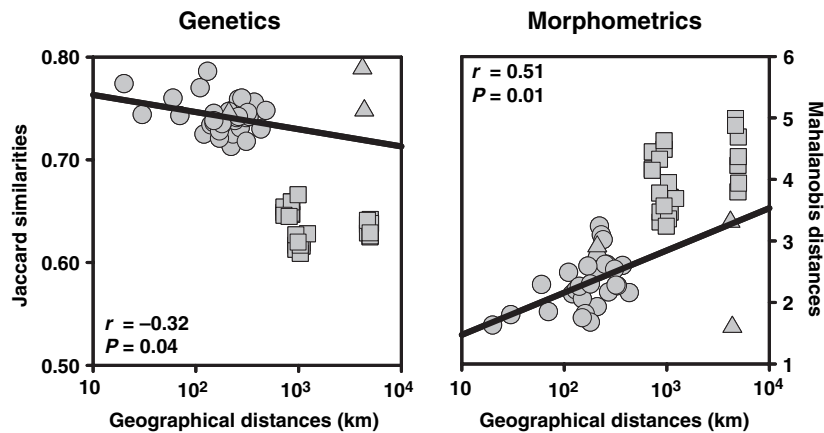 Genetics
Morphometrics
0.80
0.70
0.60
0.50
Jaccard similarities
r = –0.32
P = 0.04
10
10²
10³
10⁴
Geographical distances (km)
r = 0.51
P = 0.01
6
5
4
3
2
1
Mahalanobis distances
10
10²
10³
10⁴
Geographical distances (km)